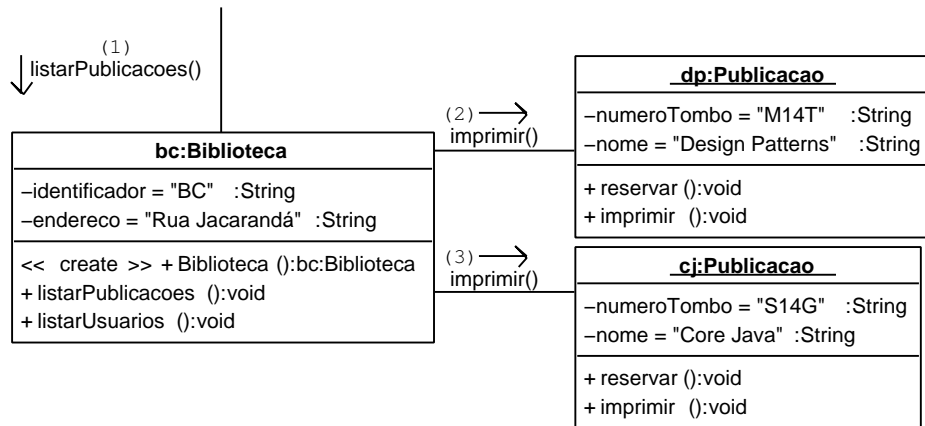 (1)
listarPublicacoes()
bc:Biblioteca
–identificador = "BC" :String
–endereco = "Rua Jacarandá" :String
<< create >> + Biblioteca ():bc:Biblioteca
+ listarPublicacoes ():void
+ listarUsuarios ():void
(2)
imprimir()
dp:Publicacao
–numeroTombo = "M14T" :String
–nome = "Design Patterns" :String
+ reservar ():void
+ imprimir ():void
(3)
imprimir()
cj:Publicacao
–numeroTombo = "S14G" :String
–nome = "Core Java" :String
+ reservar ():void
+ imprimir ():void